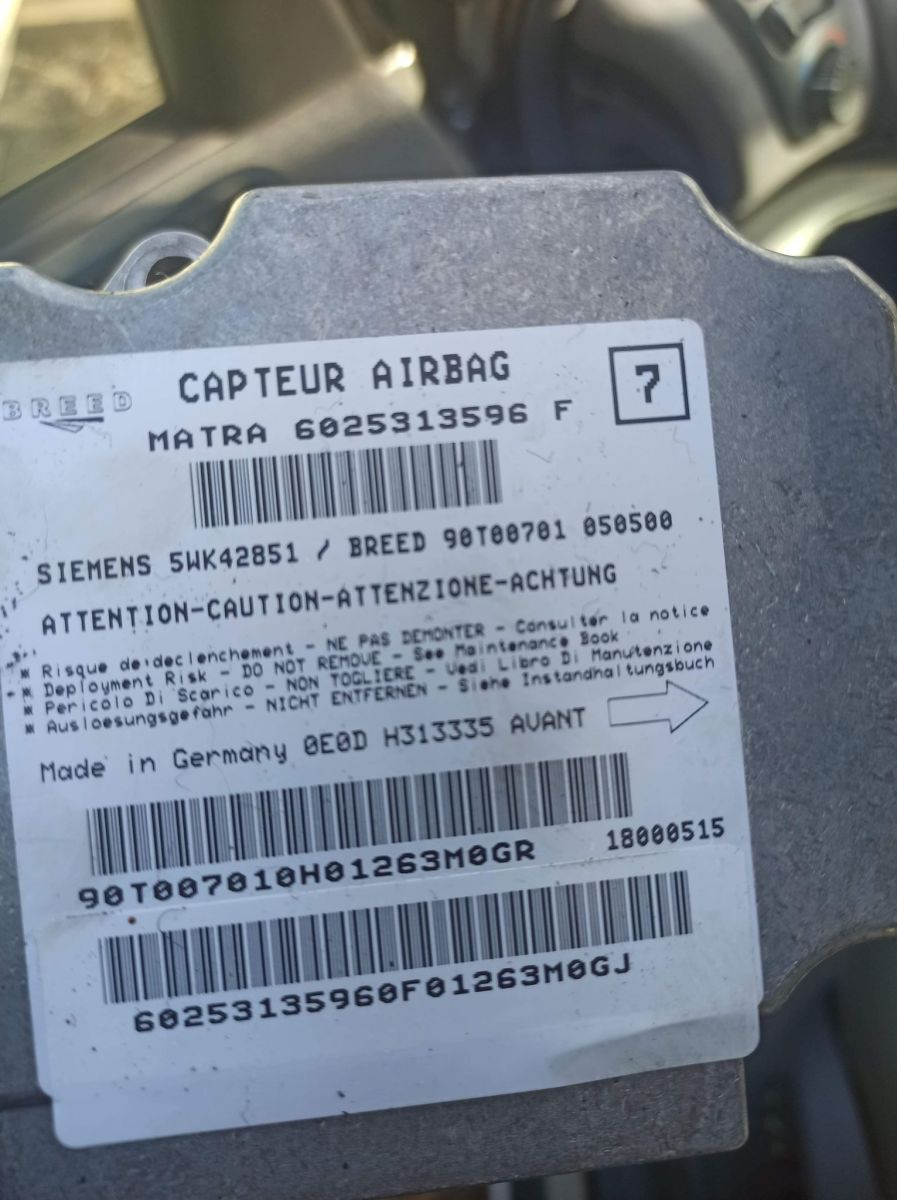 BREED
CAPTEUR AIRBAG
7
MATRA 6025313596 F
SIEMENS 5WK42851 / BREED 90T00701 050500
ATTENTION-CAUTION-ATTENZIONE-ACHTUNG
* Risque de declenchement - NE PAS DEMONTER - Consulter la notice
* Deployment Risk - DO NOT REMOVE - See Maintenance Book
* Pericolo Di Scarico - NON TOGLIERE - Vedi Libro Di Manutenzione
* Ausloesungsgefahr - NICHT ENTFERNEN - Siehe Instandhaltungsbuch
Made in Germany 0E0D H313335 AVANT
90T007010H01263M0GR
18000515
60253135960F01263M0GJ